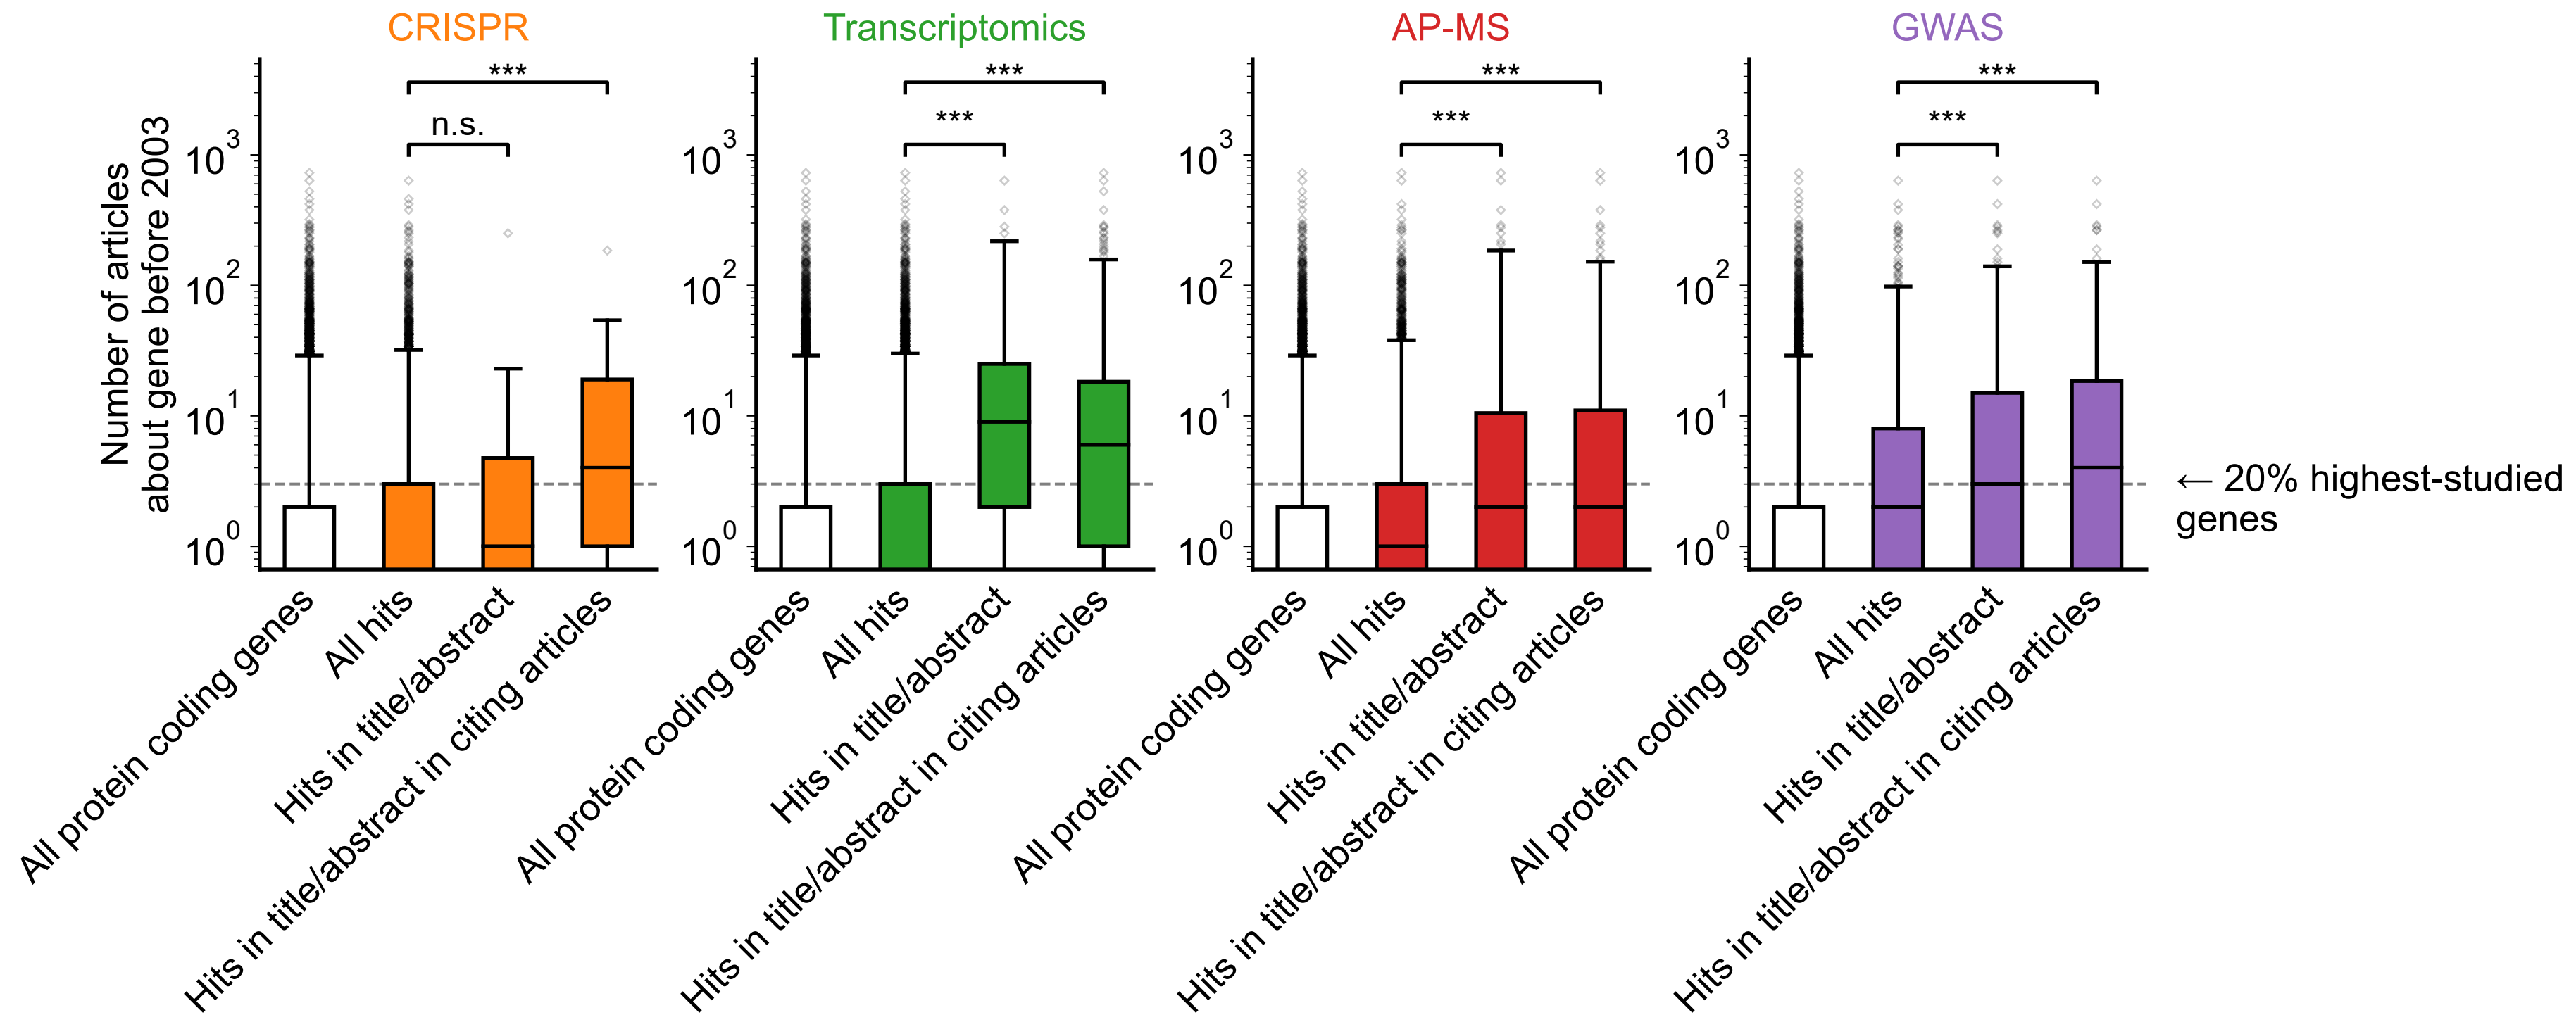 CRISPR
Transcriptomics
AP-MS
GWAS
Number of articles
about gene before 2003
10^3
10^2
10^1
10^0
***
n.s.
All protein coding genes
All hits
Hits in title/abstract
Hits in title/abstract in citing articles
10^3
10^2
10^1
10^0
***
***
All protein coding genes
All hits
Hits in title/abstract
Hits in title/abstract in citing articles
10^3
10^2
10^1
10^0
***
***
All protein coding genes
All hits
Hits in title/abstract
Hits in title/abstract in citing articles
10^3
10^2
10^1
10^0
***
***
All protein coding genes
All hits
Hits in title/abstract
Hits in title/abstract in citing articles
← 20% highest-studied
genes